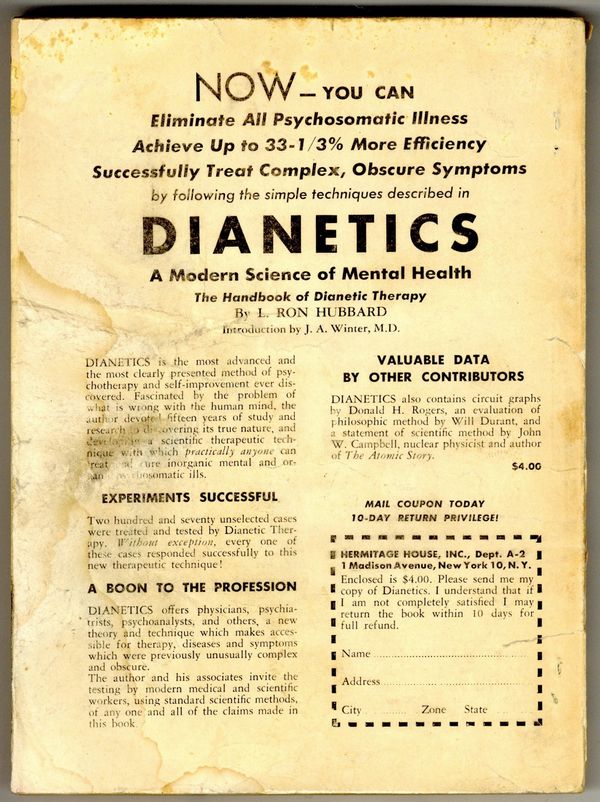 NOW—YOU CAN
Eliminate All Psychosomatic Illness
Achieve Up to 33-1/3% More Efficiency
Successfully Treat Complex, Obscure Symptoms
by following the simple techniques described in
DIANETICS
A Modern Science of Mental Health
The Handbook of Dianetic Therapy
By L. RON HUBBARD
Introduction by J. A. Winter, M.D.
DIANETICS is the most advanced and
the most clearly presented method of psy-
chotherapy and self-improvement ever dis-
covered. Fascinated by the problem of
what is wrong with the human mind, the
author devoted fifteen years of study and
research to discovering its true nature, and
developing a scientific therapeutic tech-
nique with which practically anyone can
treat and cure inorganic mental and or-
ganic psychosomatic ills.
EXPERIMENTS SUCCESSFUL
Two hundred and seventy unselected cases
were treated and tested by Dianetic Ther-
apy. Without exception, every one of
these cases responded successfully to this
new therapeutic technique!
A BOON TO THE PROFESSION
DIANETICS offers physicians, psychia-
trists, psychoanalysts, and others, a new
theory and technique which makes acces-
sible for therapy, diseases and symptoms
which were previously unusually complex
and obscure.
The author and his associates invite the
testing by modern medical and scientific
workers, using standard scientific methods,
of any one and all of the claims made in
this book.
VALUABLE DATA
BY OTHER CONTRIBUTORS
DIANETICS also contains circuit graphs
by Donald H. Rogers, an evaluation of
philosophic method by Will Durant, and
a statement of scientific method by John
W. Campbell, nuclear physicist and author
of The Atomic Story.
$4.00
MAIL COUPON TODAY
10-DAY RETURN PRIVILEGE!
HERMITAGE HOUSE, INC., Dept. A-2
1 Madison Avenue, New York 10, N. Y.
Enclosed is $4.00. Please send me my
copy of Dianetics. I understand that if
I am not completely satisfied I may
return the book within 10 days for
full refund.
Name
Address
City Zone State